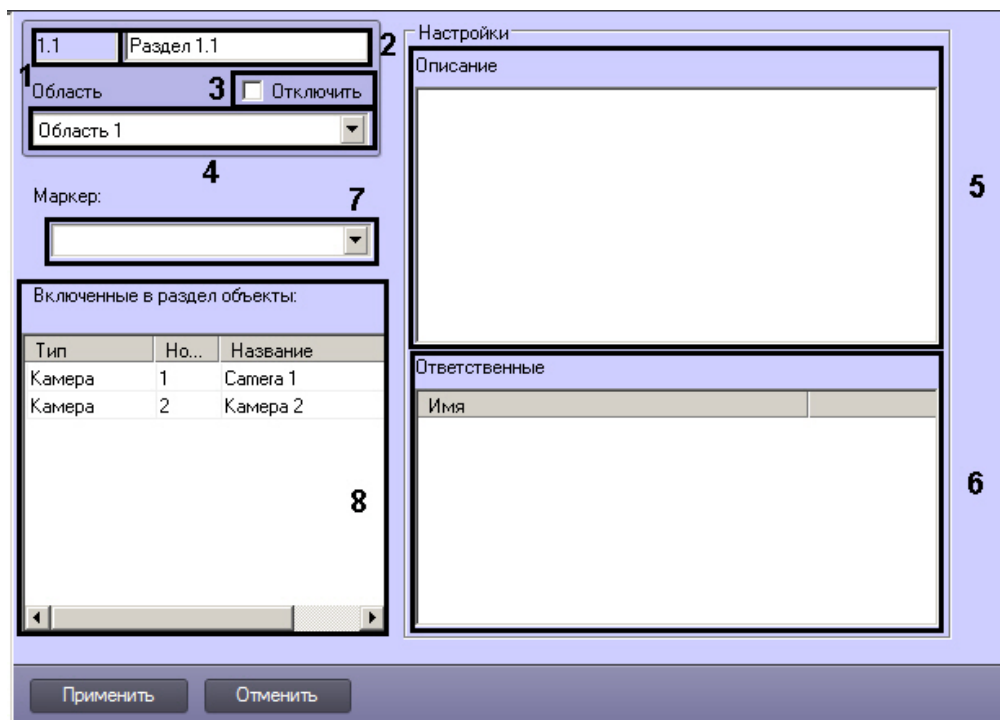 1.1 Раздел 1.1 2
1
Область 3 Отключить
Область 1
4
Маркер: 7
Включенные в раздел объекты:
Тип Но... Название
Камера 1 Camera 1
Камера 2 Камера 2
8
Настройки
Описание
5
Ответственные
Имя
6
Применить Отменить